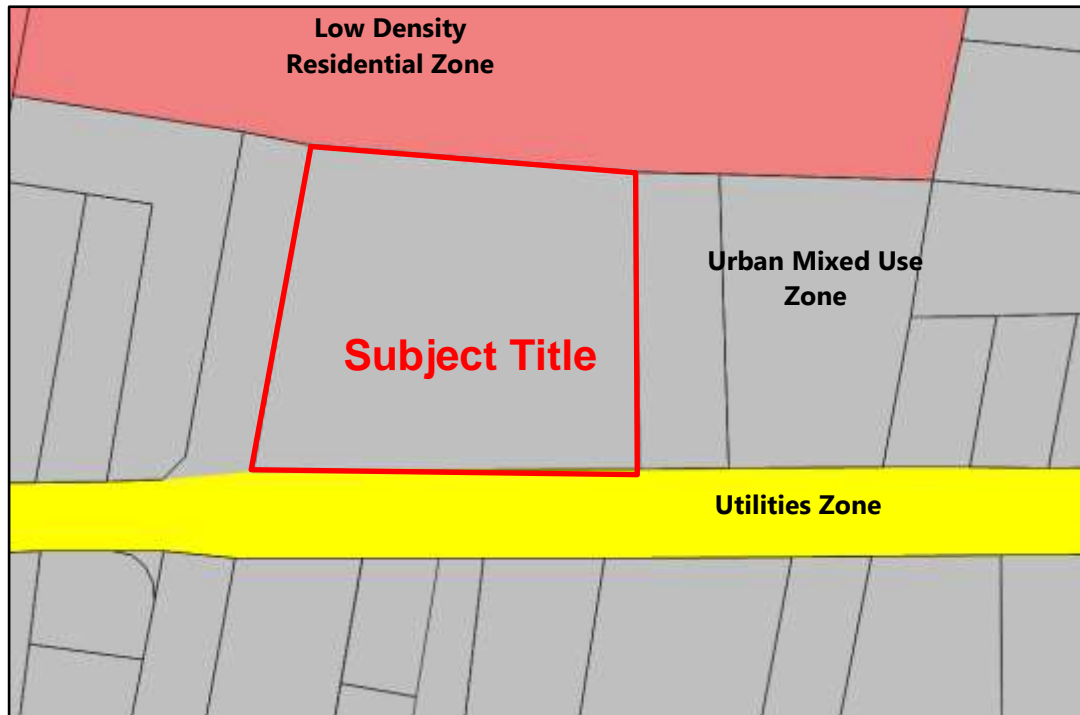 Low Density
Residential Zone
Urban Mixed Use
Zone
Subject Title
Utilities Zone